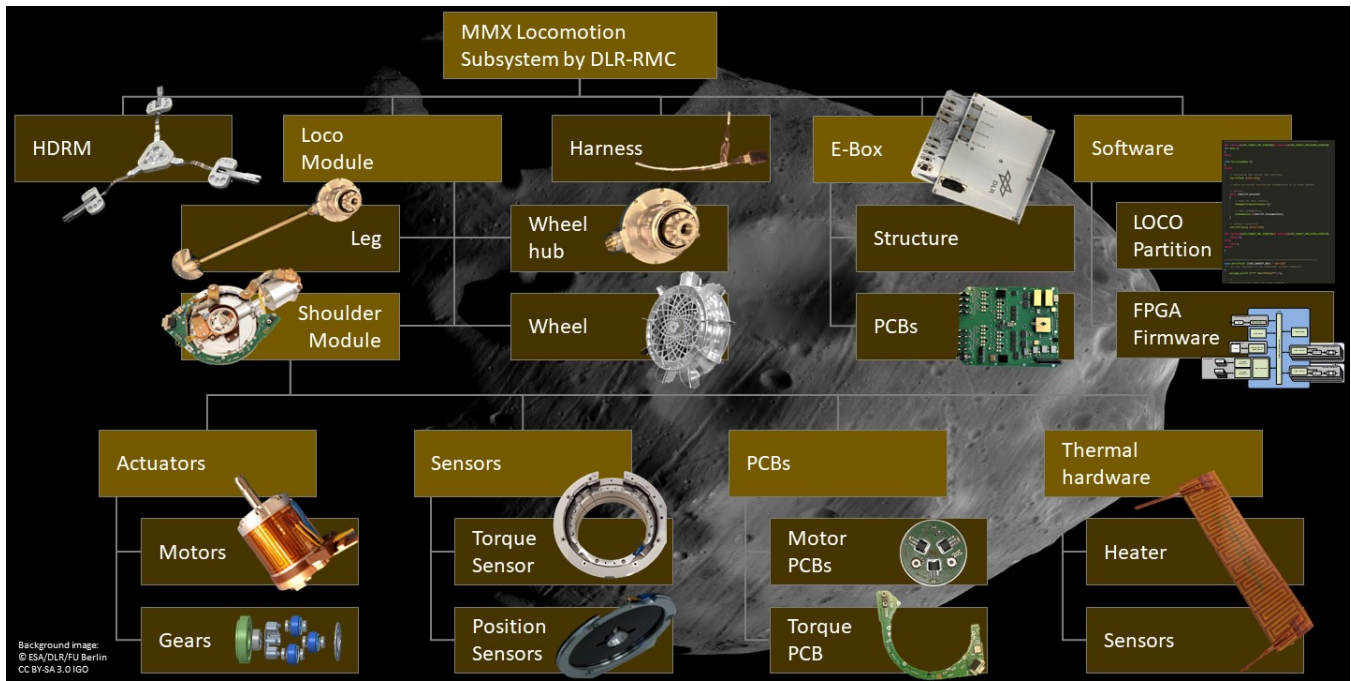 MMX Locomotion
Subsystem by DLR-RMC
HDRM
Loco
Module
Harness
E-Box
Software
Leg
Wheel
hub
Structure
LOCO
Partition
Shoulder
Module
Wheel
PCBs
FPGA
Firmware
DLR
Actuators
Sensors
PCBs
Thermal
hardware
Motors
Torque
Sensor
Motor
PCBs
Heater
Gears
Position
Sensors
Torque
PCB
Sensors
Background image:
© ESA/DLR/FU Berlin
CC BY-SA 3.0 IGO